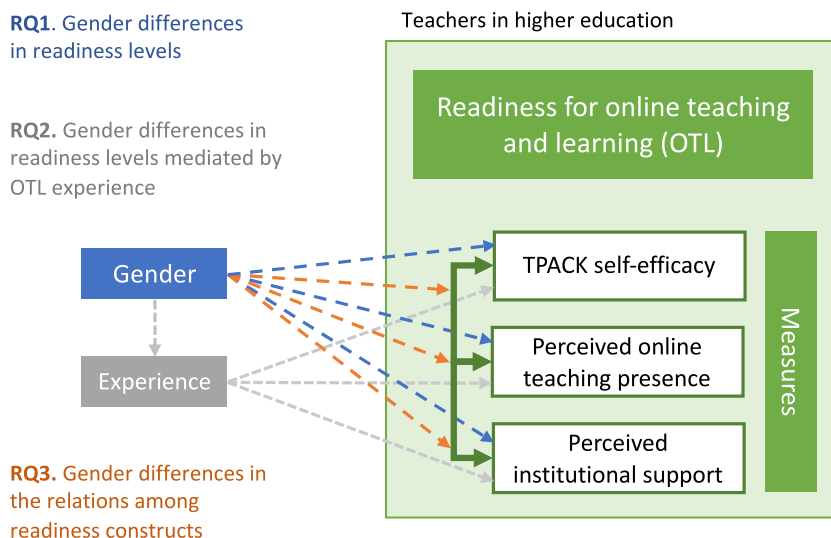 RQ1. Gender differences
in readiness levels
Teachers in higher education
Readiness for online teaching
and learning (OTL)
RQ2. Gender differences in
readiness levels mediated by
OTL experience
Gender
Experience
TPACK self-efficacy
Perceived online
teaching presence
Perceived
institutional support
Measures
RQ3. Gender differences in
the relations among
readiness constructs